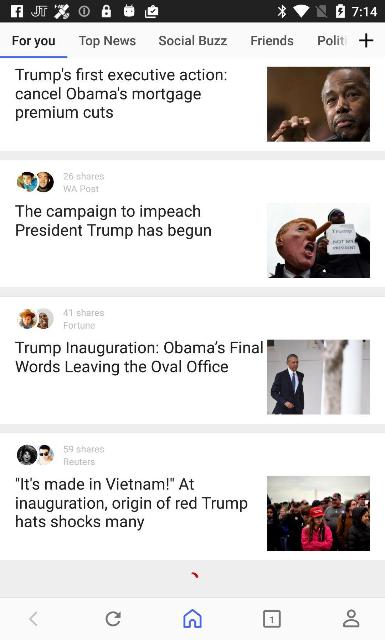 7:14
For you Top News Social Buzz Friends Politi
Trump's first executive action:
cancel Obama's mortgage
premium cuts
26 shares
WA Post
The campaign to impeach
President Trump has begun
Trump
NOT MY
PRESIDENT
41 shares
Fortune
Trump Inauguration: Obama's Final
Words Leaving the Oval Office
59 shares
Reuters
"It's made in Vietnam!" At
inauguration, origin of red Trump
hats shocks many
1